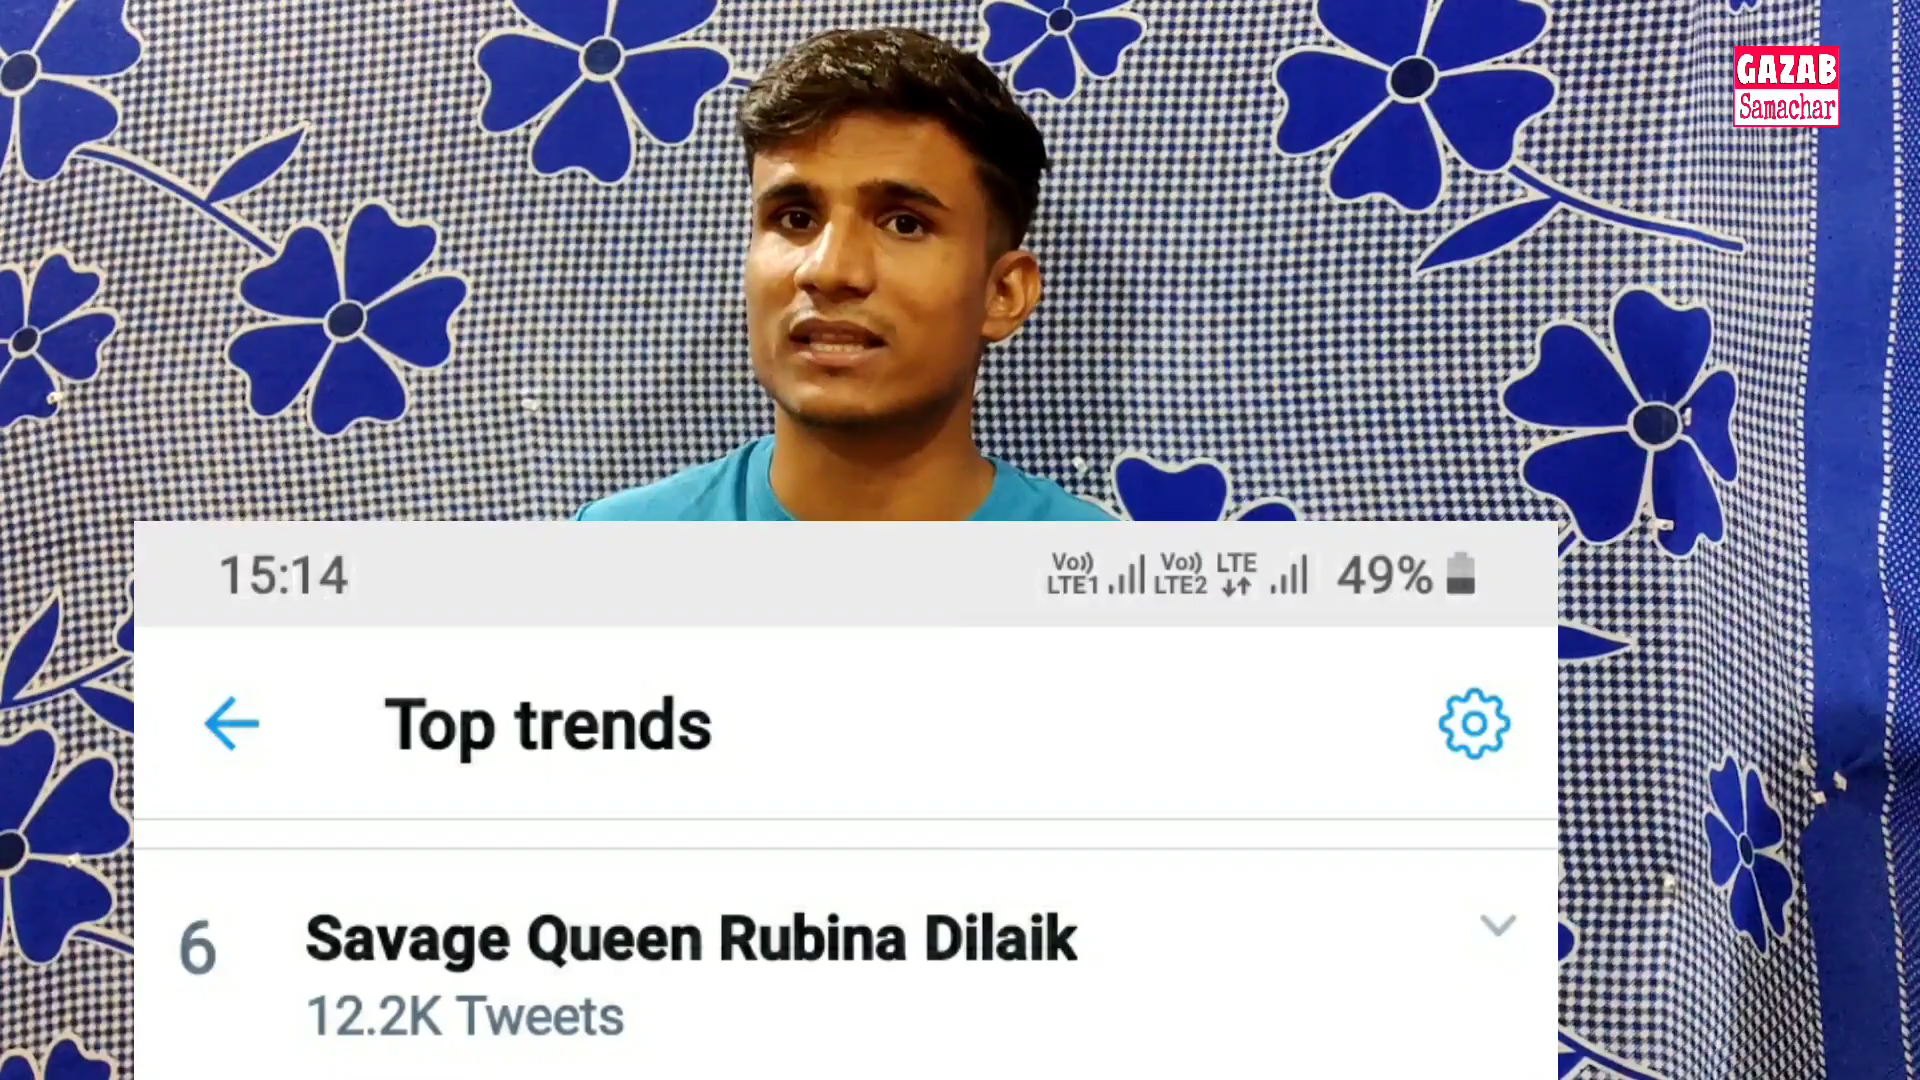 GAZAB
Samachar
15:14
Vo)) LTE1 Vo)) LTE2 LTE 49%
Top trends
6
Savage Queen Rubina Dilaik
12.2K Tweets